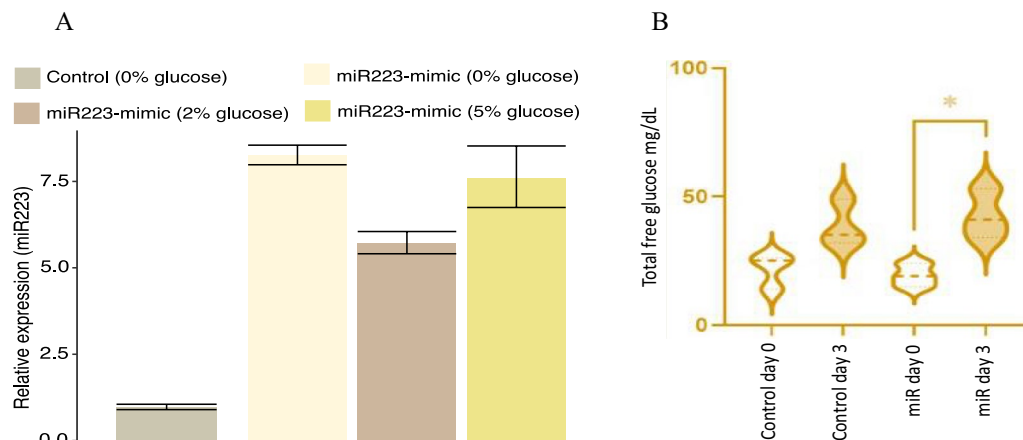 A
B
Control (0% glucose)
miR223-mimic (0% glucose)
miR223-mimic (2% glucose)
miR223-mimic (5% glucose)
Relative expression (miR223)
7.5
5.0
2.5
0.0
Total free glucose mg/dL
100
50
0
*
Control day 0
Control day 3
miR day 0
miR day 3